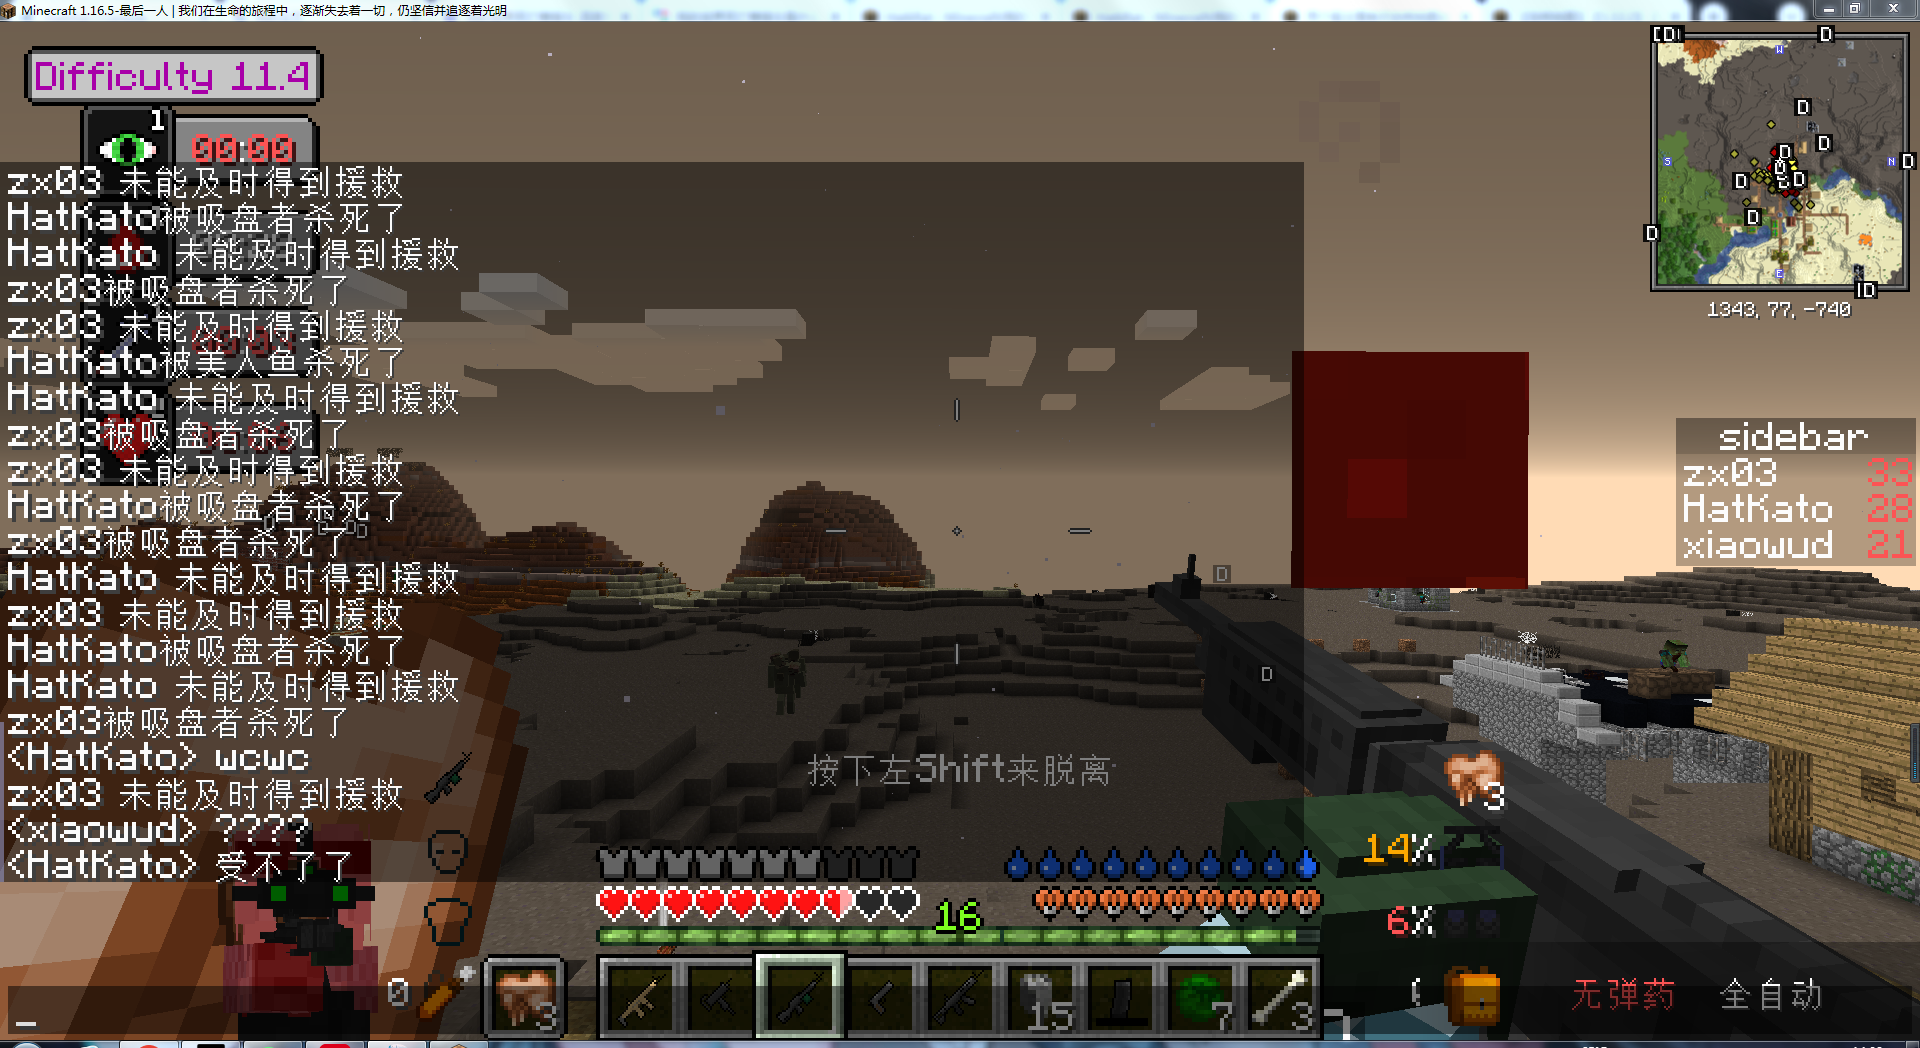 Minecraft 1.16.5-最后一人 | 我们在生命的旅程中，逐渐失去着一切，仍坚信并追逐着光明
Difficulty 11.4
1
00:00
zx03 未能及时得到援救
HatKato被吸盘者杀死了
HatKato 未能及时得到援救
zx03被吸盘者杀死了
zx03 未能及时得到援救
HatKato被美人鱼杀死了
HatKato 未能及时得到援救
zx03被吸盘者杀死了
zx03 未能及时得到援救
HatKato被吸盘者杀死了
zx03被吸盘者杀死了
HatKato 未能及时得到援救
zx03 未能及时得到援救
HatKato被吸盘者杀死了
HatKato 未能及时得到援救
zx03被吸盘者杀死了
<HatKato> wcwc
zx03 未能及时得到援救
<xiaowud> ????
<HatKato> 受不了了
按下左Shift来脱离
1343, 77, -740
sidebar
zx03 33
HatKato 28
xiaowud 21
3
14%
6%
16
0
3
15
7
3
无弹药 全自动